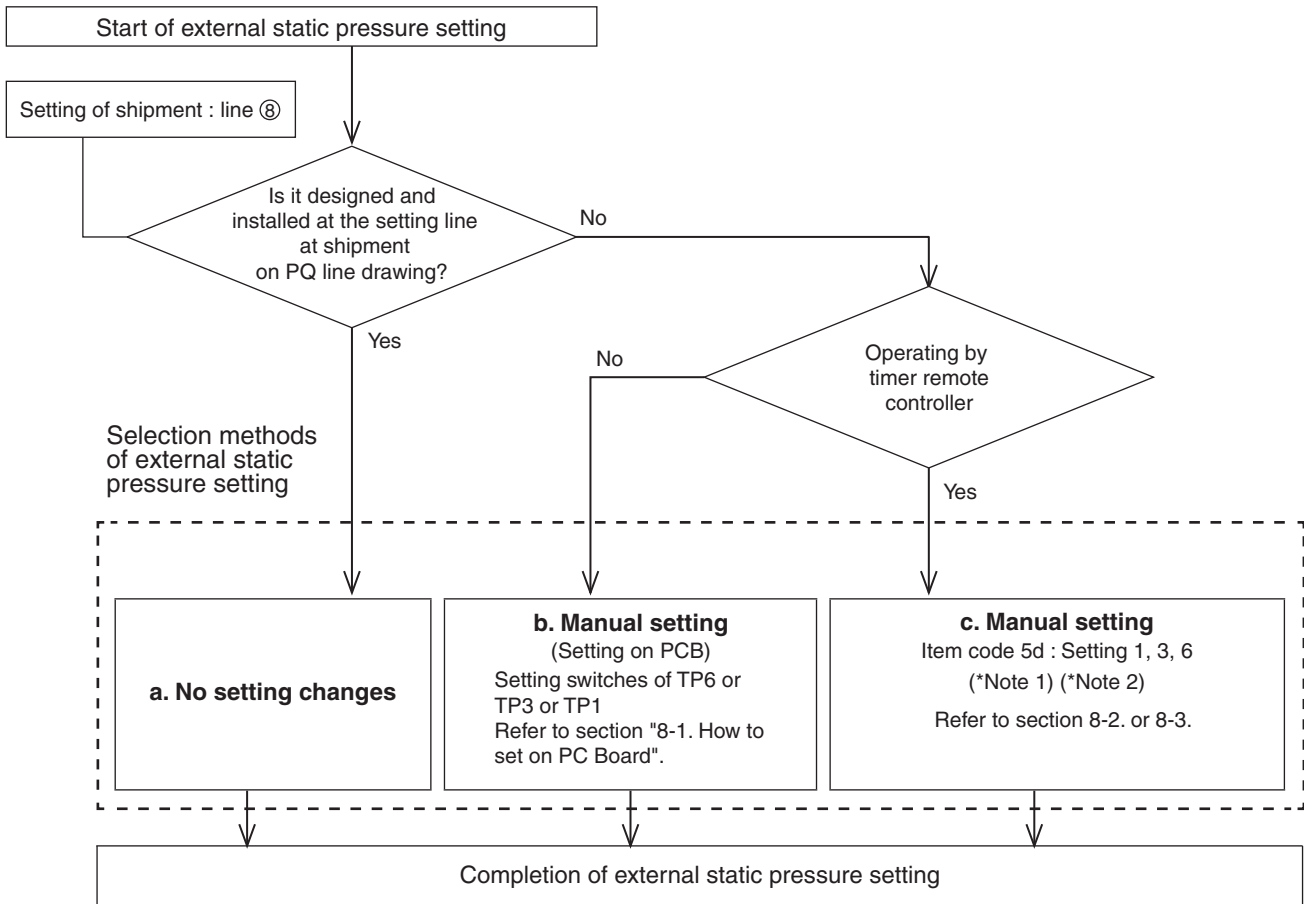 Start of external static pressure setting
Setting of shipment : line ⑧
Is it designed and
installed at the setting line
at shipment
on PQ line drawing?
No
Yes
Operating by
timer remote
controller
No
Yes
Selection methods
of external static
pressure setting
a. No setting changes
b. Manual setting
(Setting on PCB)
Setting switches of TP6 or
TP3 or TP1
Refer to section "8-1. How to
set on PC Board".
c. Manual setting
Item code 5d : Setting 1, 3, 6
(*Note 1) (*Note 2)
Refer to section 8-2. or 8-3.
Completion of external static pressure setting